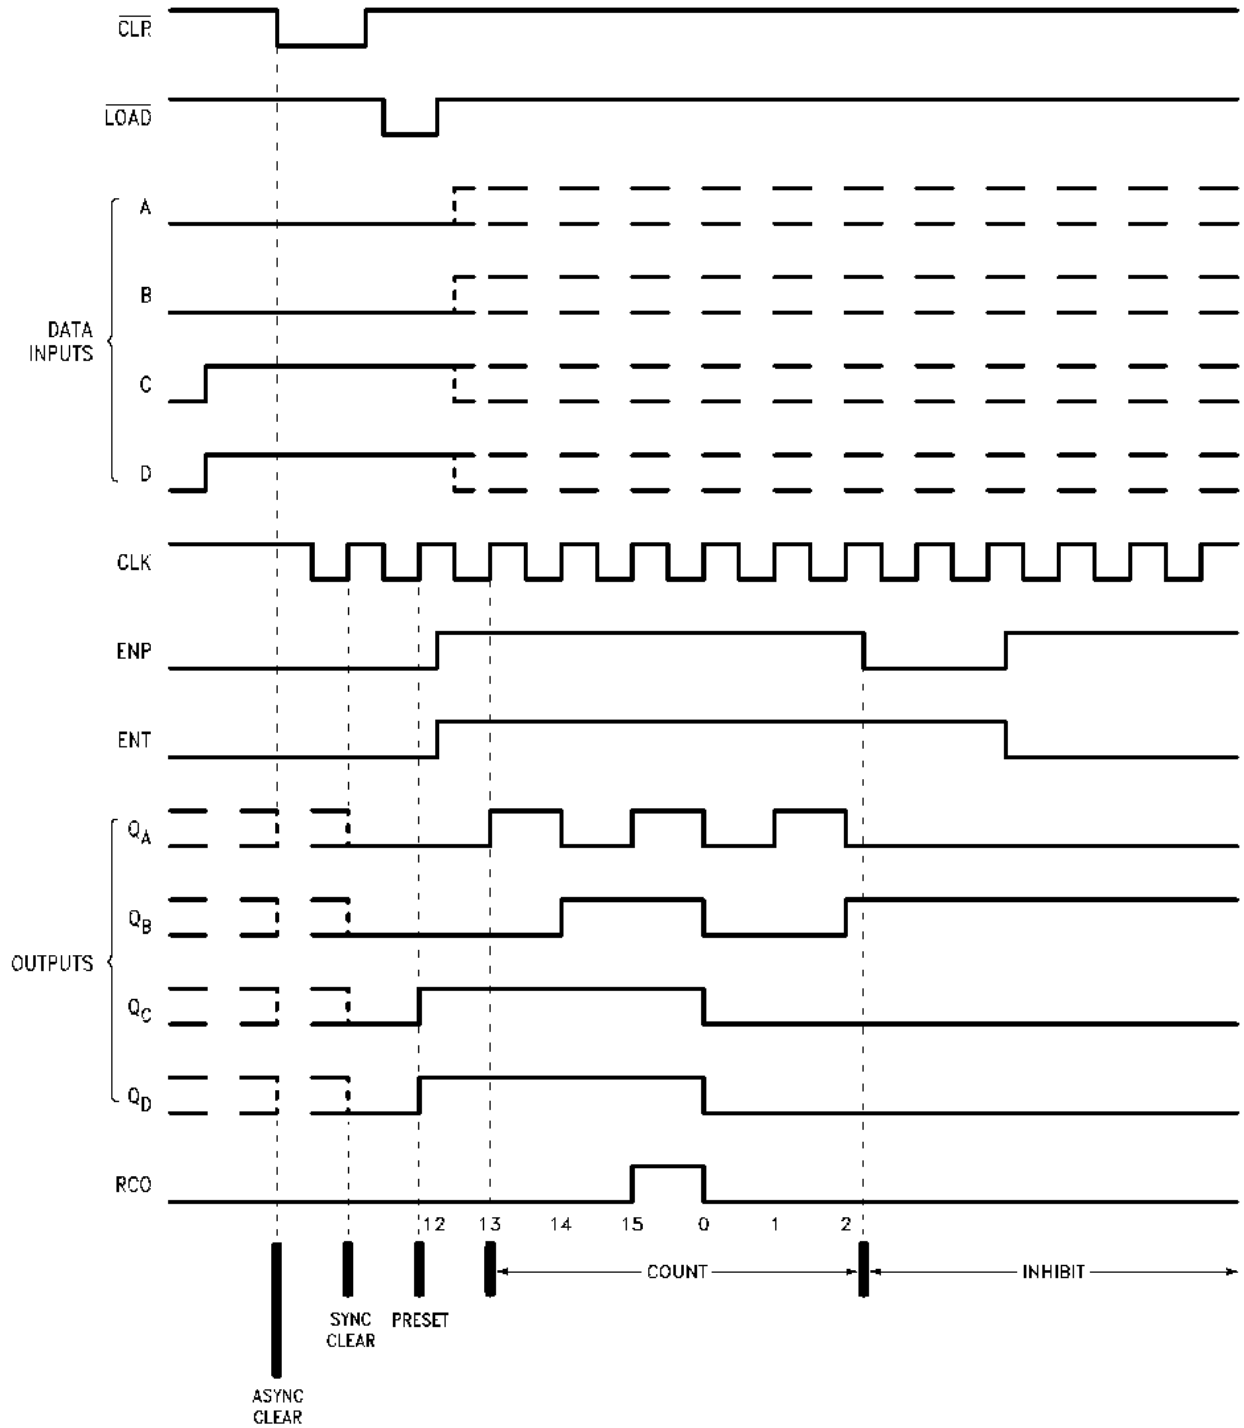 CLR
LOAD
A
B
DATA
INPUTS
C
D
CLK
ENP
ENT
QA
QB
OUTPUTS
QC
QD
RCO
12 13 14 15 0 1 2
COUNT INHIBIT
SYNC
CLEAR
PRESET
ASYNC
CLEAR